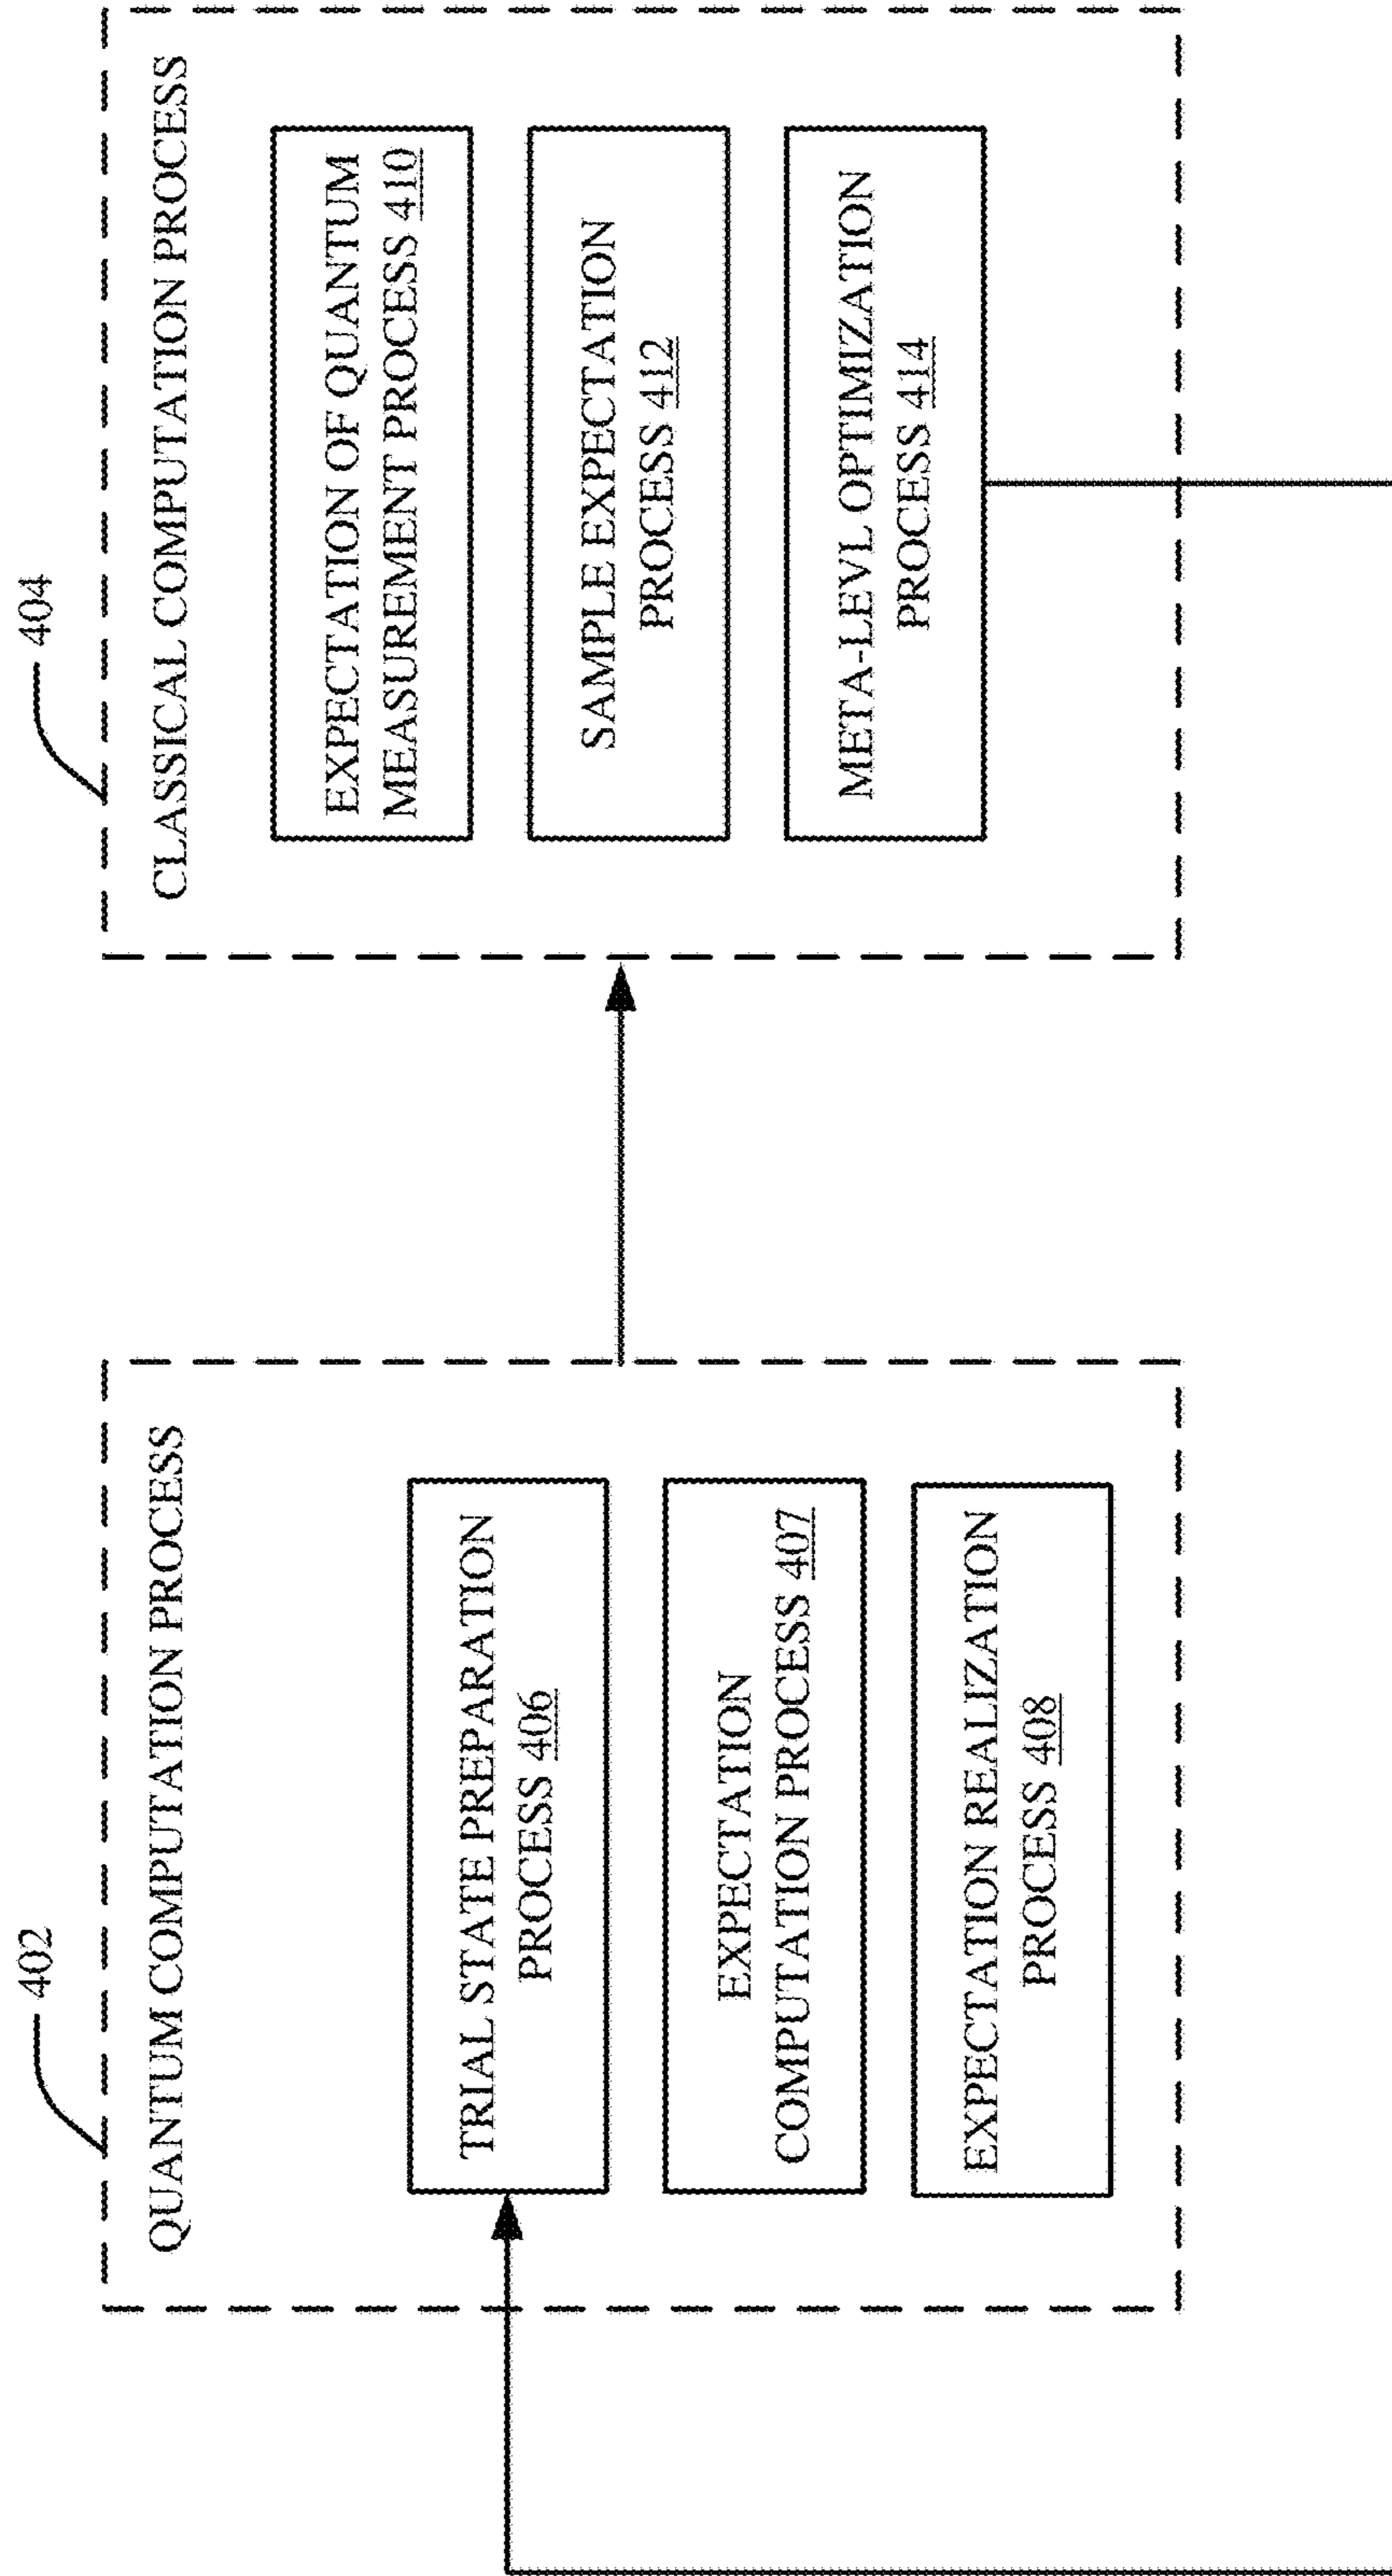 402
QUANTUM COMPUTATION PROCESS
TRIAL STATE PREPARATION
PROCESS 406
EXPECTATION
COMPUTATION PROCESS 407
EXPECTATION REALIZATION
PROCESS 408
404
CLASSICAL COMPUTATION PROCESS
EXPECTATION OF QUANTUM
MEASUREMENT PROCESS 410
SAMPLE EXPECTATION
PROCESS 412
META-LEVL OPTIMIZATION
PROCESS 414